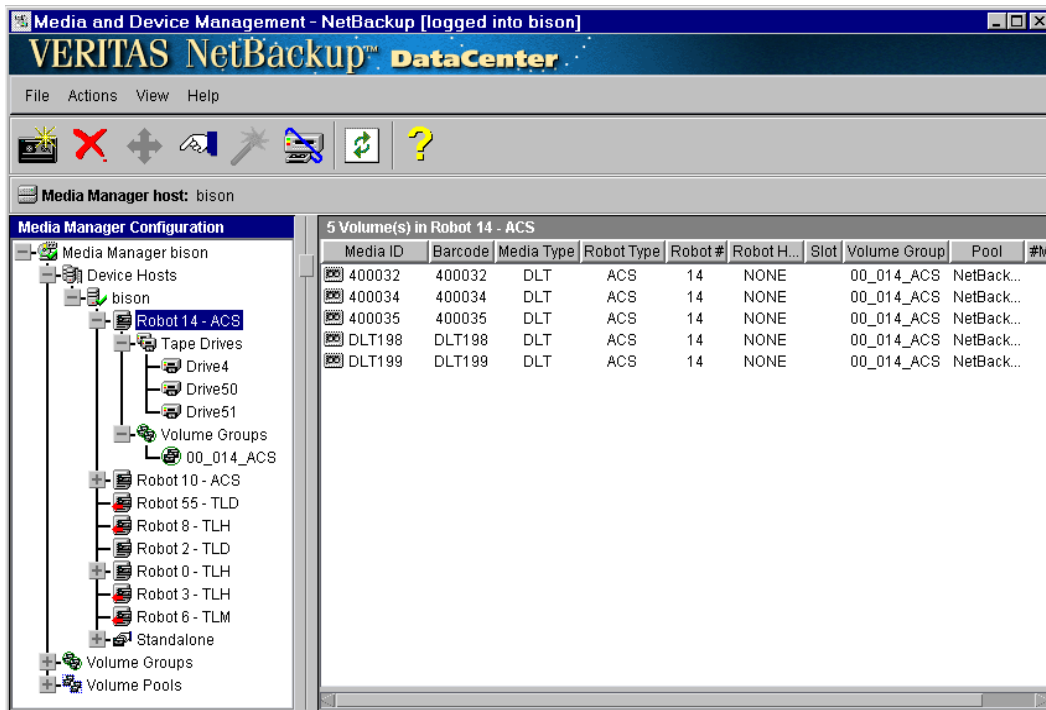 Media and Device Management - NetBackup [logged into bison]
VERITAS NetBackup™ DataCenter
File Actions View Help
Media Manager host: bison
Media Manager Configuration
Media Manager bison
Device Hosts
bison
Robot 14 - ACS
Tape Drives
Drive4
Drive50
Drive51
Volume Groups
00_014_ACS
Robot 10 - ACS
Robot 55 - TLD
Robot 8 - TLH
Robot 2 - TLD
Robot 0 - TLH
Robot 3 - TLH
Robot 6 - TLM
Standalone
Volume Groups
Volume Pools
5 Volume(s) in Robot 14 - ACS
Media ID Barcode Media Type Robot Type Robot # Robot H... Slot Volume Group Pool #M
400032 400032 DLT ACS 14 NONE 00_014_ACS NetBack...
400034 400034 DLT ACS 14 NONE 00_014_ACS NetBack...
400035 400035 DLT ACS 14 NONE 00_014_ACS NetBack...
DLT198 DLT198 DLT ACS 14 NONE 00_014_ACS NetBack...
DLT199 DLT199 DLT ACS 14 NONE 00_014_ACS NetBack...